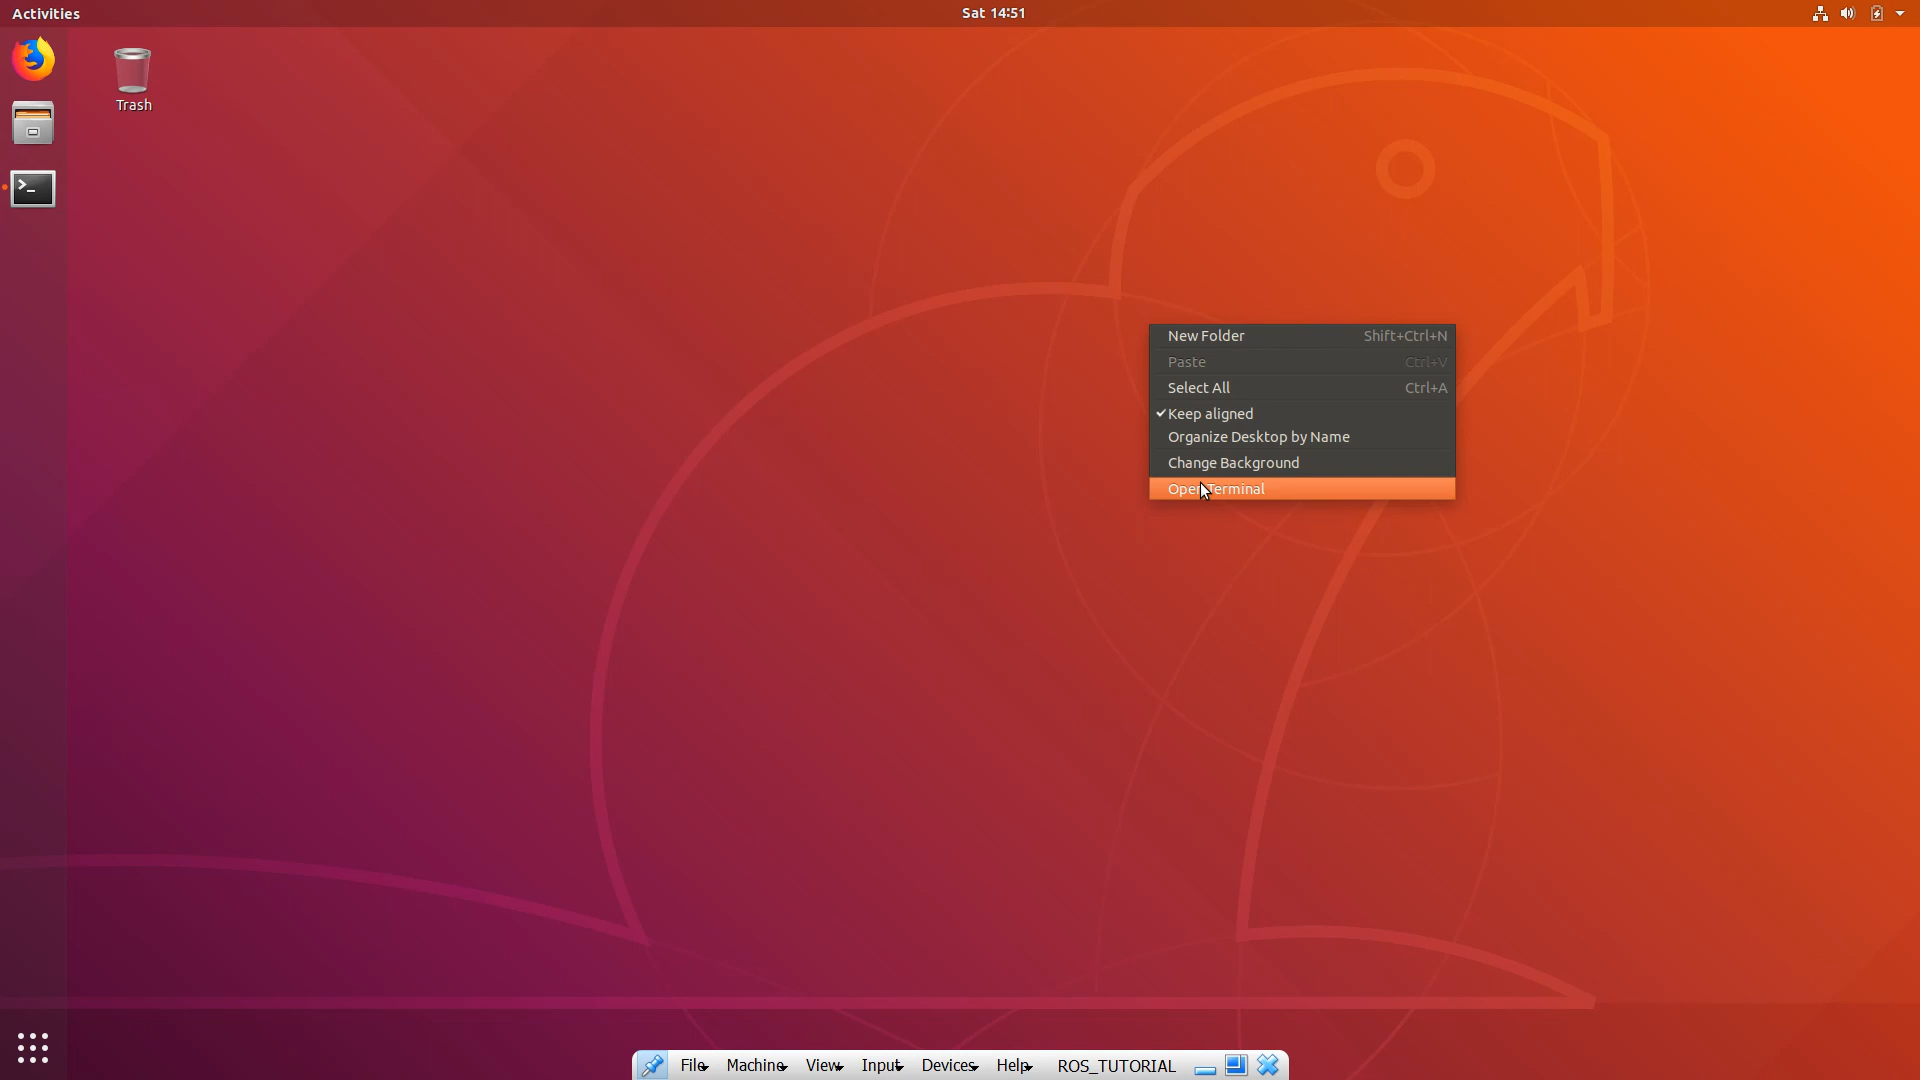 Activities
Sat 14:51
Trash
New Folder Shift+Ctrl+N
Paste Ctrl+V
Select All Ctrl+A
Keep aligned
Organize Desktop by Name
Change Background
Open Terminal
File Machine View Input Devices Help ROS_TUTORIAL